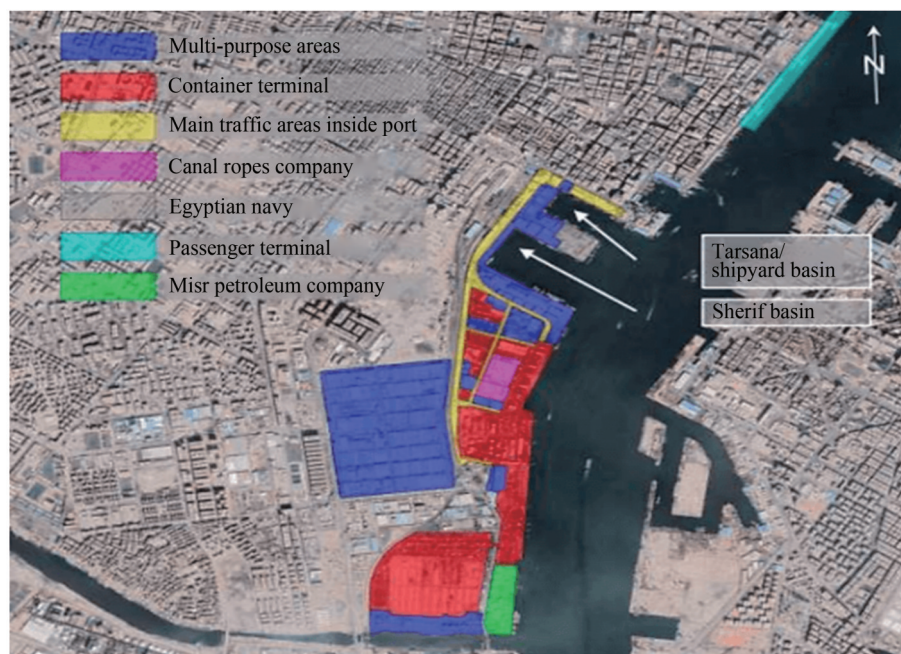 Multi-purpose areas
Container terminal
Main traffic areas inside port
Canal ropes company
Egyptian navy
Passenger terminal
Misr petroleum company
N
Tarsana/
shipyard basin
Sherif basin